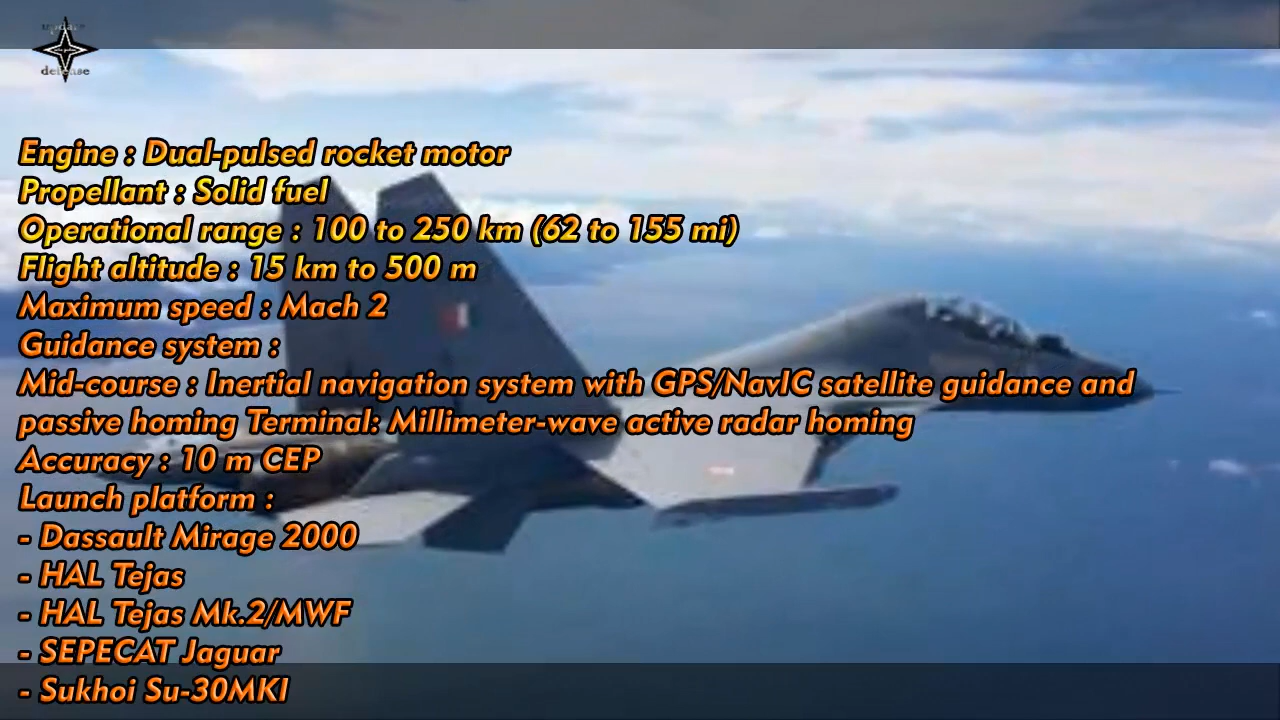 update
defense
Engine : Dual-pulsed rocket motor
Propellant : Solid fuel
Operational range : 100 to 250 km (62 to 155 mi)
Flight altitude : 15 km to 500 m
Maximum speed : Mach 2
Guidance system :
Mid-course : Inertial navigation system with GPS/NavIC satellite guidance and
passive homing Terminal: Millimeter-wave active radar homing
Accuracy : 10 m CEP
Launch platform :
- Dassault Mirage 2000
- HAL Tejas
- HAL Tejas Mk.2/MWF
- SEPECAT Jaguar
- Sukhoi Su-30MKI